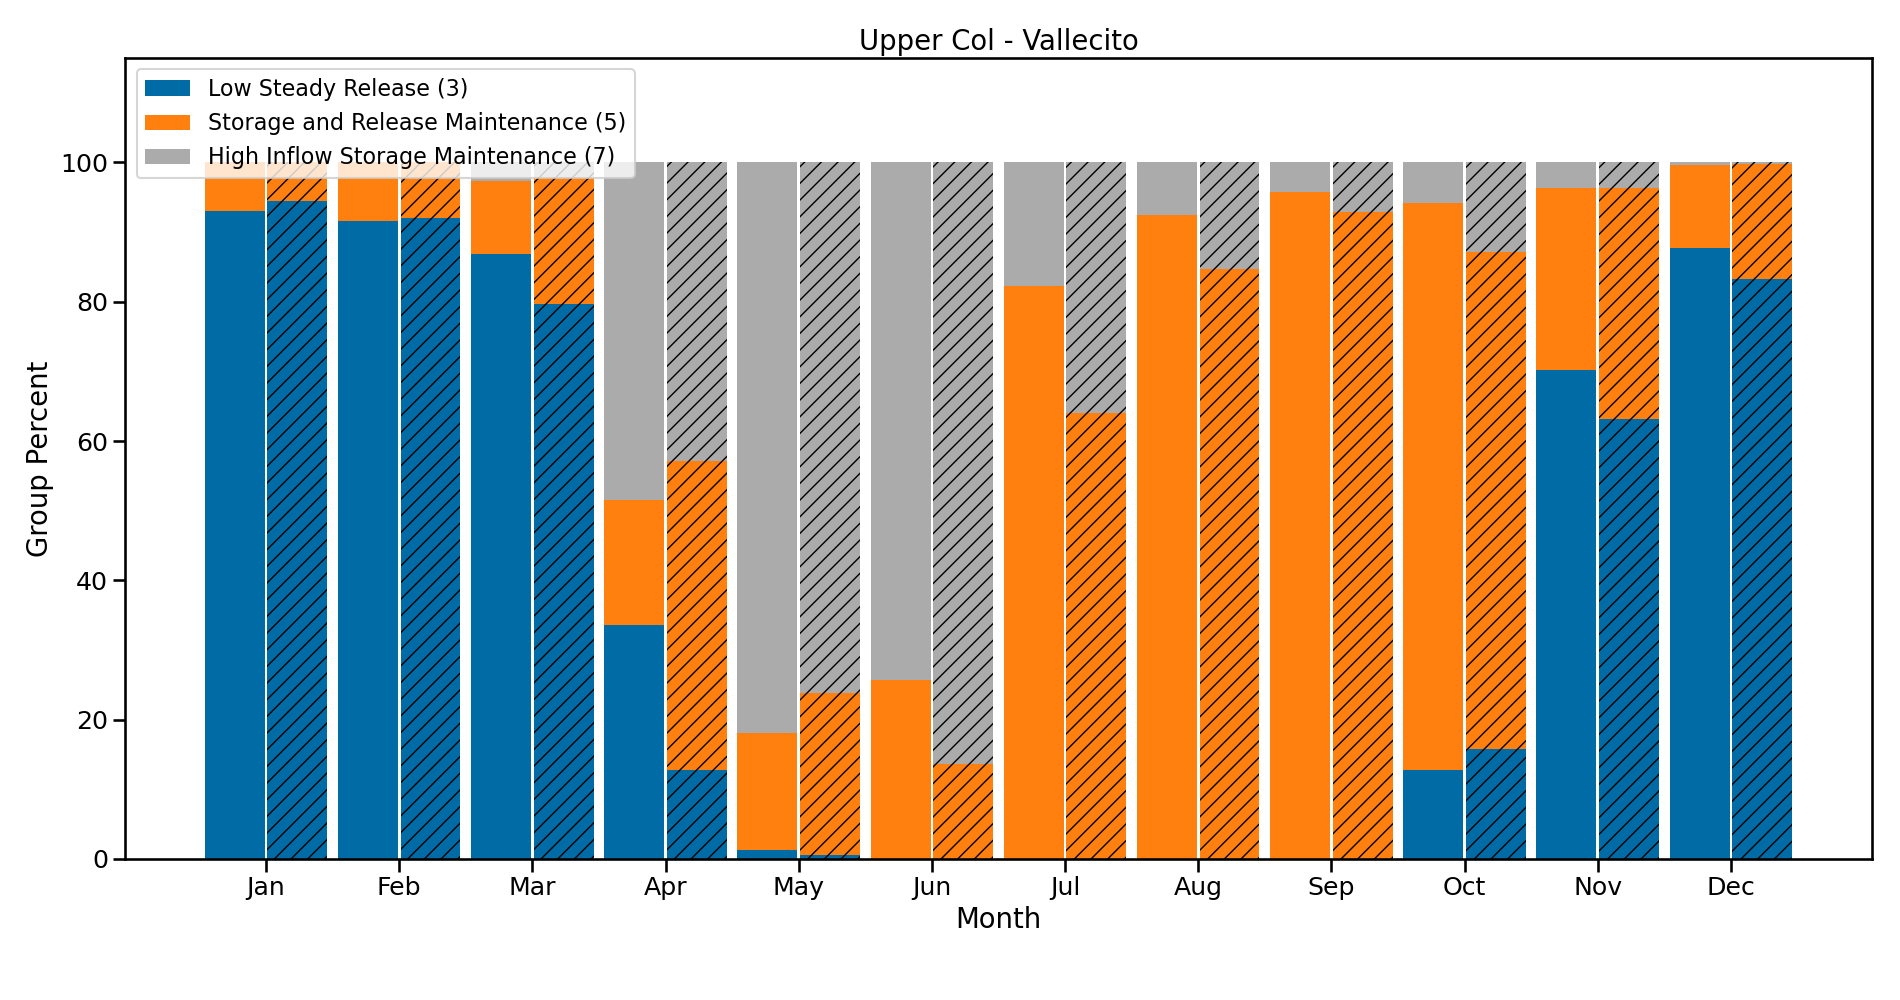 Upper Col - Vallecito
Low Steady Release (3)
Storage and Release Maintenance (5)
High Inflow Storage Maintenance (7)
100
80
60
40
20
0
Group Percent
Jan Feb Mar Apr May Jun Jul Aug Sep Oct Nov Dec
Month